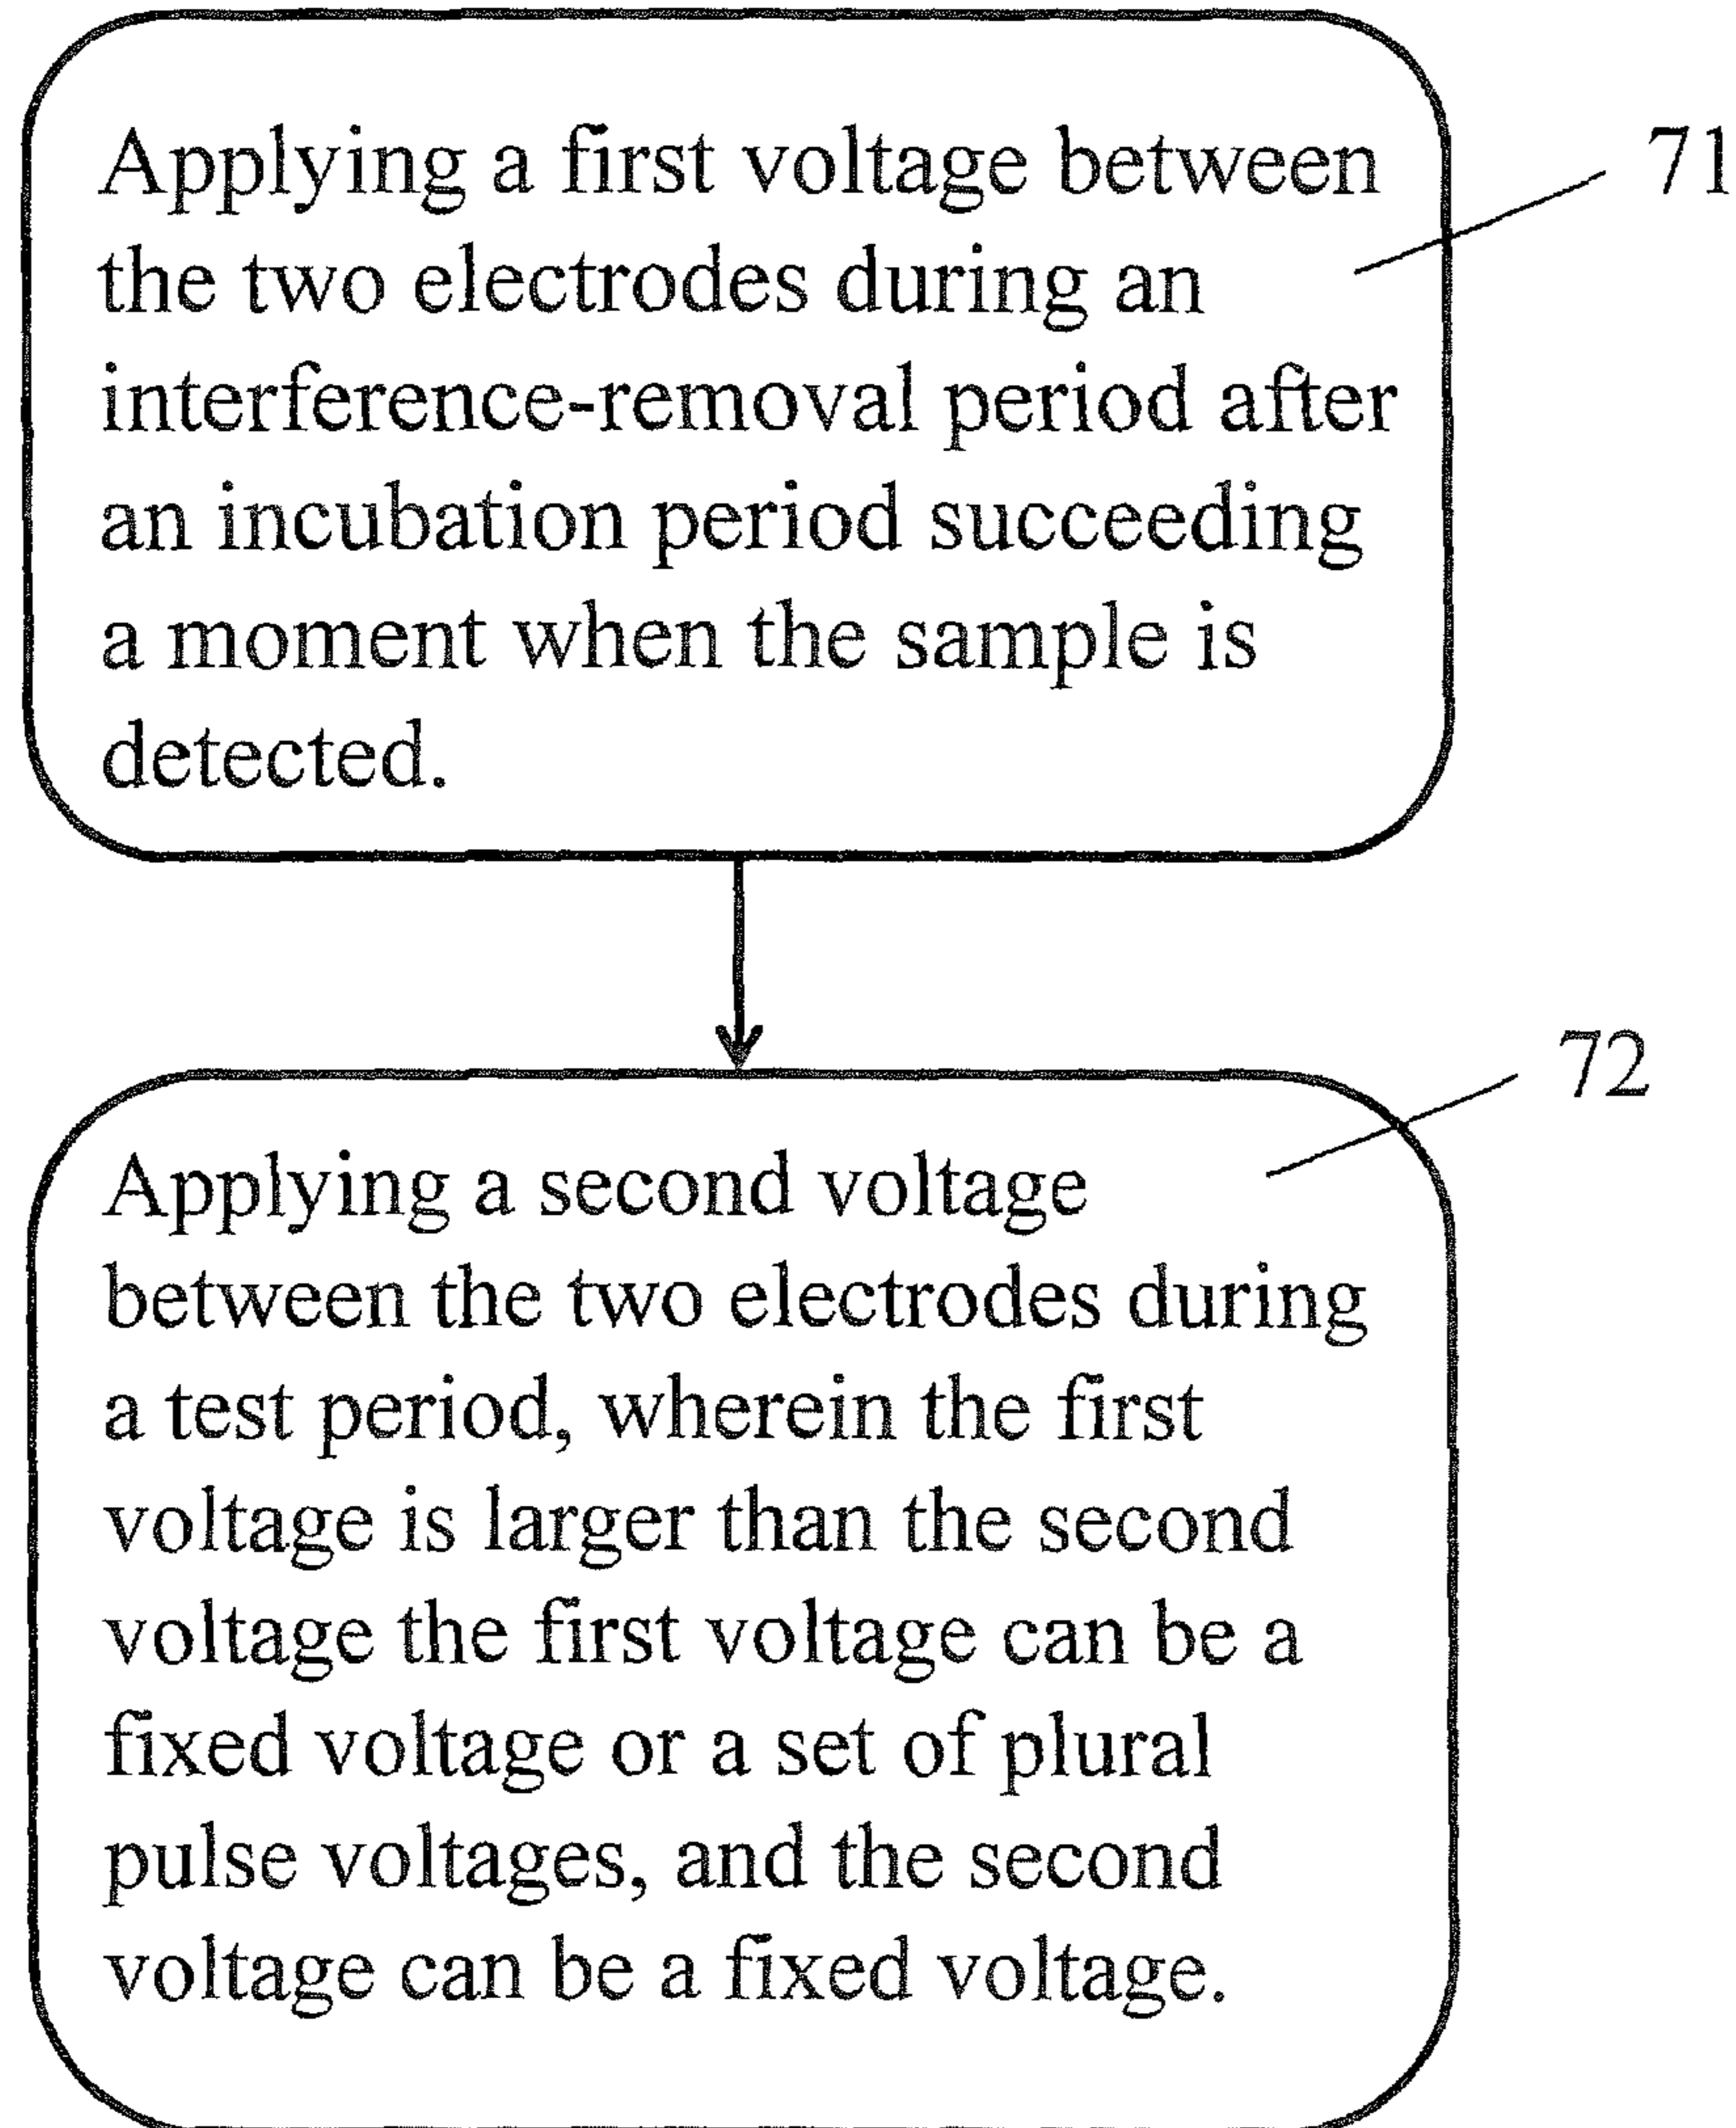 Applying a first voltage between
71
the two electrodes during an
interference-removal period after
an incubation period succeeding
a moment when the sample is
detected.
72
Applying a second voltage
between the two electrodes during
a test period, wherein the first
voltage is larger than the second
voltage the first voltage can be a
fixed voltage or a set of plural
pulse voltages, and the second
voltage can be a fixed voltage.